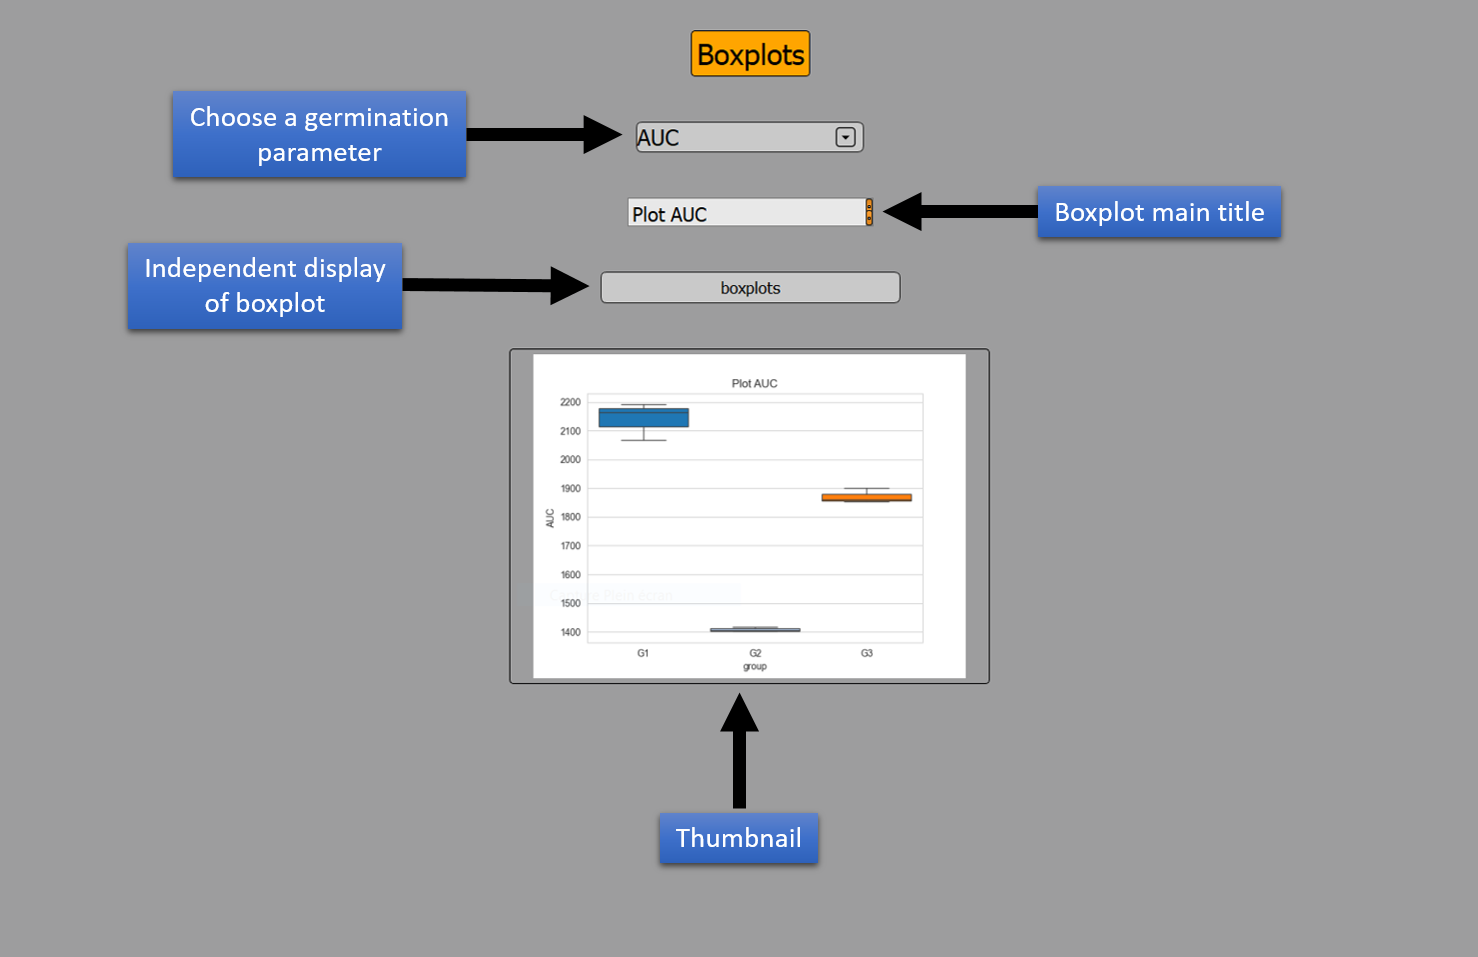 Boxplots
Choose a germination
parameter
AUC
Plot AUC
Boxplot main title
Independent display
of boxplot
boxplots
Plot AUC
2200
2100
2000
1900
1800
1700
1600
1500
1400
AUC
G1
G2
G3
group
Thumbnail